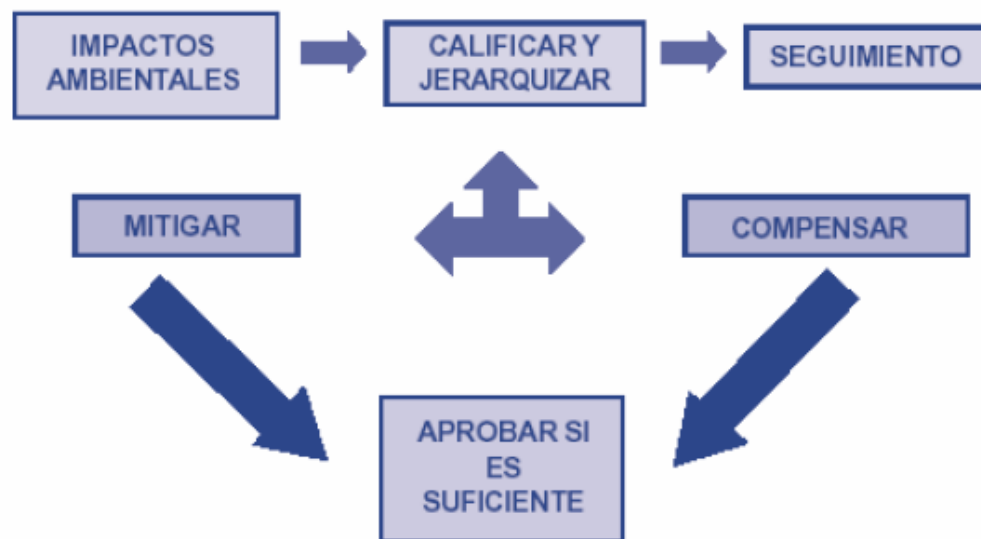 IMPACTOS
AMBIENTALES
CALIFICAR Y
JERARQUIZAR
SEGUIMIENTO
MITIGAR
COMPENSAR
APROBAR SI
ES
SUFICIENTE